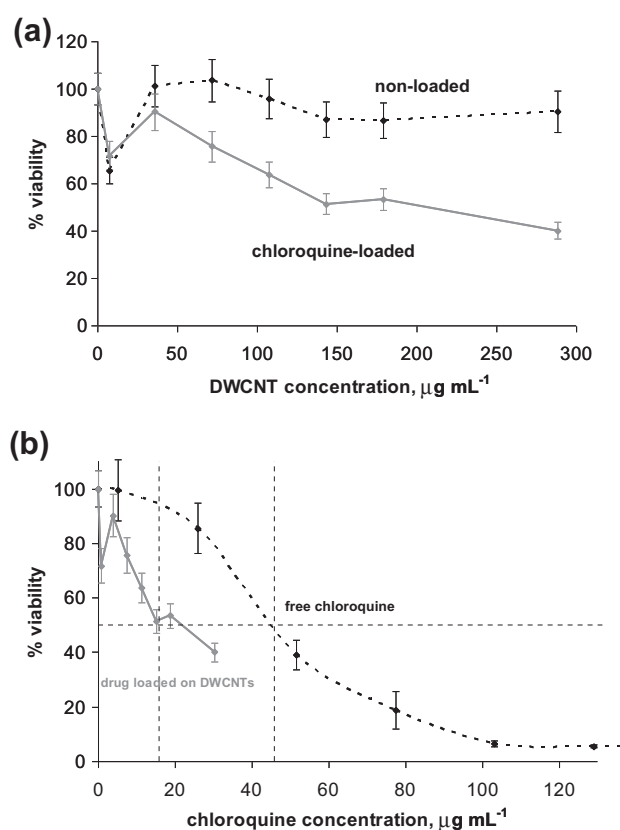 (a)
120
100
80
60
40
20
0
% viability
non-loaded
chloroquine-loaded
0 50 100 150 200 250 300
DWCNT concentration, μg mL-1
(b)
100
80
60
40
20
0
% viability
free chloroquine
drug loaded on DWCNTs
0 20 40 60 80 100 120
chloroquine concentration, μg mL-1